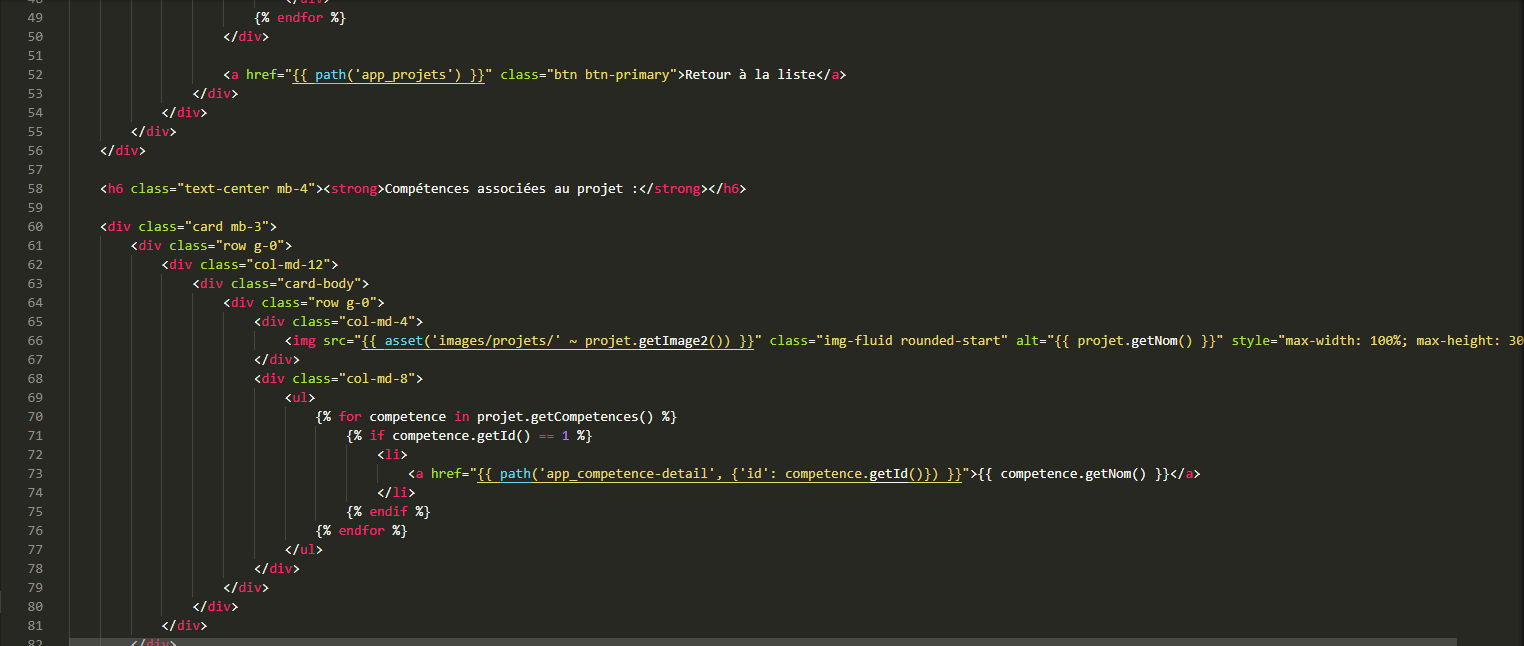 48 </div>
49 {% endfor %}
50 </div>
51
52 <a href="{{ path('app_projets') }}" class="btn btn-primary">Retour à la liste</a>
53 </div>
54 </div>
55 </div>
56 </div>
57
58 <h6 class="text-center mb-4"><strong>Compétences associées au projet :</strong></h6>
59
60 <div class="card mb-3">
61 <div class="row g-0">
62 <div class="col-md-12">
63 <div class="card-body">
64 <div class="row g-0">
65 <div class="col-md-4">
66 <img src="{{ asset('images/projets/' ~ projet.getImage2()) }}" class="img-fluid rounded-start" alt="{{ projet.getNom() }}" style="max-width: 100%; max-height: 30
67 </div>
68 <div class="col-md-8">
69 <ul>
70 {% for competence in projet.getCompetences() %}
71 {% if competence.getId() == 1 %}
72 <li>
73 <a href="{{ path('app_competence-detail', {'id': competence.getId()}) }}">{{ competence.getNom() }}</a>
74 </li>
75 {% endif %}
76 {% endfor %}
77 </ul>
78 </div>
79 </div>
80 </div>
81 </div>
82 </div>